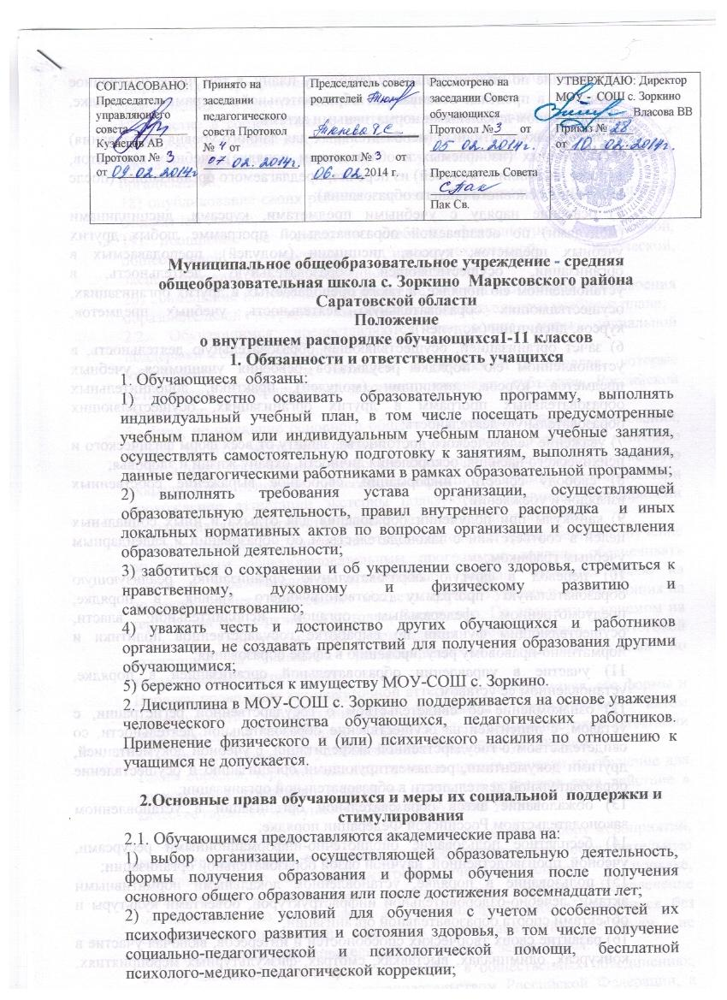 СОГЛАСОВАНО:
Председатель
управляющего
совета
Кузнецов АВ
Протокол № 3
от 09.02.2014г
Принято на
заседании
педагогического
совета Протокол
№ 4 от
07.02.2014г.
Председатель совета
родителей
протокол № 3 от
06.02.2014 г.
Рассмотрено на
заседании Совета
обучающихся
Протокол №3 от
05.02.2014г.
Председатель Совета
С Пак
Пак Св.
УТВЕРЖДАЮ: Директор
МОУ - СОШ с. Зоркино
Власова ВВ
Приказ № 28
от 10.02.2014г.
Муниципальное общеобразовательное учреждение - средняя
общеобразовательная школа с. Зоркино Марксовского района
Саратовской области
Положение
о внутреннем распорядке обучающихся1-11 классов
1. Обязанности и ответственность учащихся
1. Обучающиеся обязаны:
1) добросовестно осваивать образовательную программу, выполнять
индивидуальный учебный план, в том числе посещать предусмотренные
учебным планом или индивидуальным учебным планом учебные занятия,
осуществлять самостоятельную подготовку к занятиям, выполнять задания,
данные педагогическими работниками в рамках образовательной программы;
2) выполнять требования устава организации, осуществляющей
образовательную деятельность, правил внутреннего распорядка и иных
локальных нормативных актов по вопросам организации и осуществления
образовательной деятельности;
3) заботиться о сохранении и об укреплении своего здоровья, стремиться к
нравственному, духовному и физическому развитию и
самосовершенствованию;
4) уважать честь и достоинство других обучающихся и работников
организации, не создавать препятствий для получения образования другими
обучающимися;
5) бережно относиться к имуществу МОУ-СОШ с. Зоркино.
2. Дисциплина в МОУ-СОШ с. Зоркино поддерживается на основе уважения
человеческого достоинства обучающихся, педагогических работников.
Применение физического и (или) психического насилия по отношению к
учащимся не допускается.
2.Основные права обучающихся и меры их социальной поддержки и
стимулирования
2.1. Обучающимся предоставляются академические права на:
1) выбор организации, осуществляющей образовательную деятельность,
формы получения образования и формы обучения после получения
основного общего образования или после достижения восемнадцати лет;
2) предоставление условий для обучения с учетом особенностей их
психофизического развития и состояния здоровья, в том числе получение
социально-педагогической и психологической помощи, бесплатной
психолого-медико-педагогической коррекции;